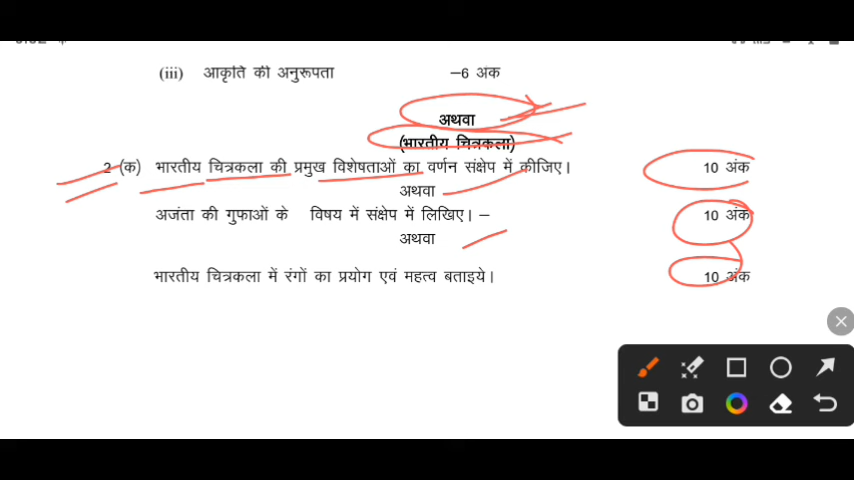 (iii) आकृति की अनुरूपता –6 अंक
अथवा
(भारतीय चित्रकला)
2 (क) भारतीय चित्रकला की प्रमुख विशेषताओं का वर्णन संक्षेप में कीजिए। 10 अंक
अथवा
अजंता की गुफाओं के विषय में संक्षेप में लिखिए। – 10 अंक
अथवा
भारतीय चित्रकला में रंगों का प्रयोग एवं महत्व बताइये। 10 अंक